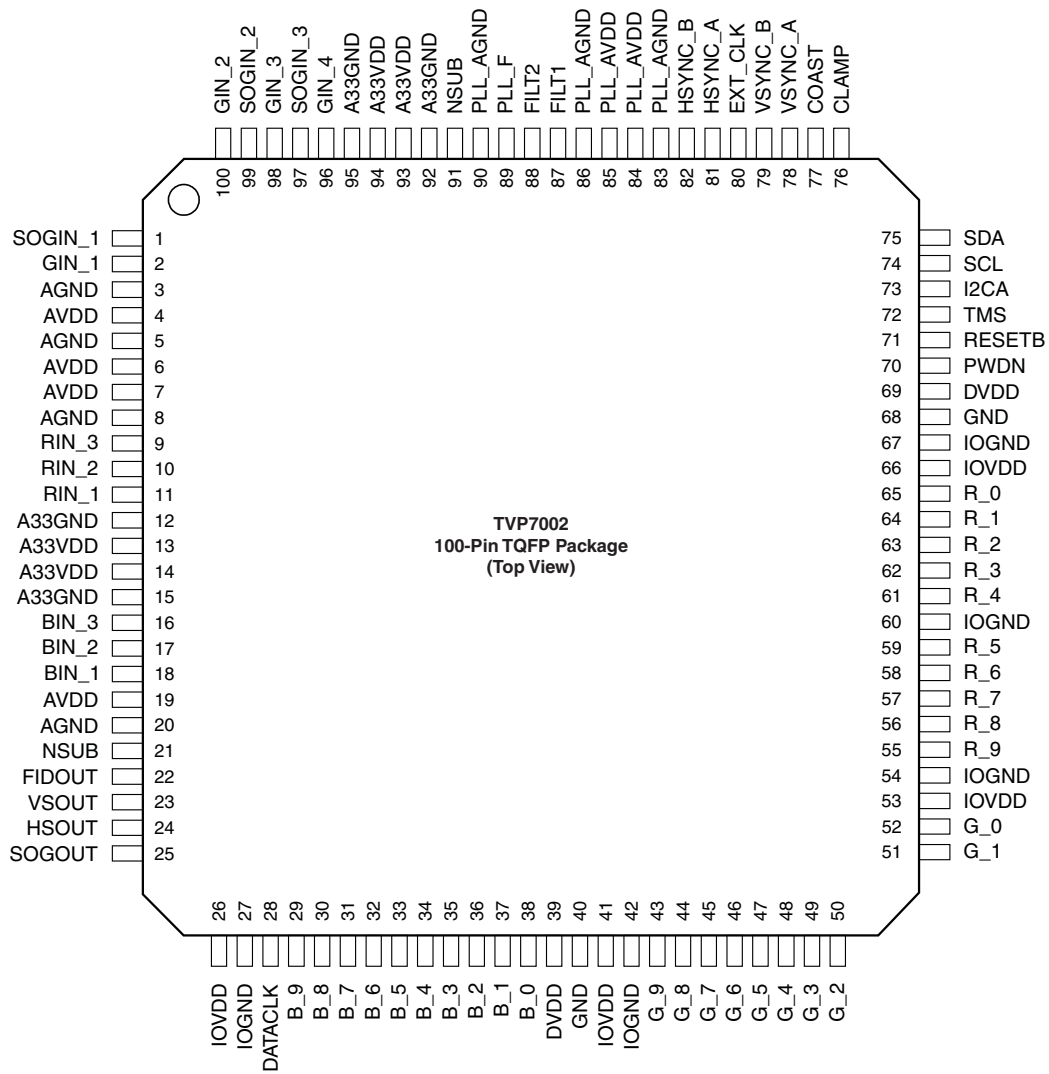 GIN_2
SOGIN_2
GIN_3
SOGIN_3
GIN_4
A33GND
A33VDD
A33VDD
A33GND
NSUB
PLL_AGND
PLL_F
FILT2
FILT1
PLL_AGND
PLL_AVDD
PLL_AVDD
PLL_AGND
HSYNC_B
HSYNC_A
EXT_CLK
VSYNC_B
VSYNC_A
COAST
CLAMP
100
99
98
97
96
95
94
93
92
91
90
89
88
87
86
85
84
83
82
81
80
79
78
77
76
SOGIN_1 1
GIN_1 2
AGND 3
AVDD 4
AGND 5
AVDD 6
AVDD 7
AGND 8
RIN_3 9
RIN_2 10
RIN_1 11
A33GND 12
A33VDD 13
A33VDD 14
A33GND 15
BIN_3 16
BIN_2 17
BIN_1 18
AVDD 19
AGND 20
NSUB 21
FIDOUT 22
VSOUT 23
HSOUT 24
SOGOUT 25
TVP7002
100-Pin TQFP Package
(Top View)
75 SDA
74 SCL
73 I2CA
72 TMS
71 RESETB
70 PWDN
69 DVDD
68 GND
67 IOGND
66 IOVDD
65 R_0
64 R_1
63 R_2
62 R_3
61 R_4
60 IOGND
59 R_5
58 R_6
57 R_7
56 R_8
55 R_9
54 IOGND
53 IOVDD
52 G_0
51 G_1
26
27
28
29
30
31
32
33
34
35
36
37
38
39
40
41
42
43
44
45
46
47
48
49
50
IOVDD
IOGND
DATACLK
B_9
B_8
B_7
B_6
B_5
B_4
B_3
B_2
B_1
B_0
DVDD
GND
IOVDD
IOGND
G_9
G_8
G_7
G_6
G_5
G_4
G_3
G_2